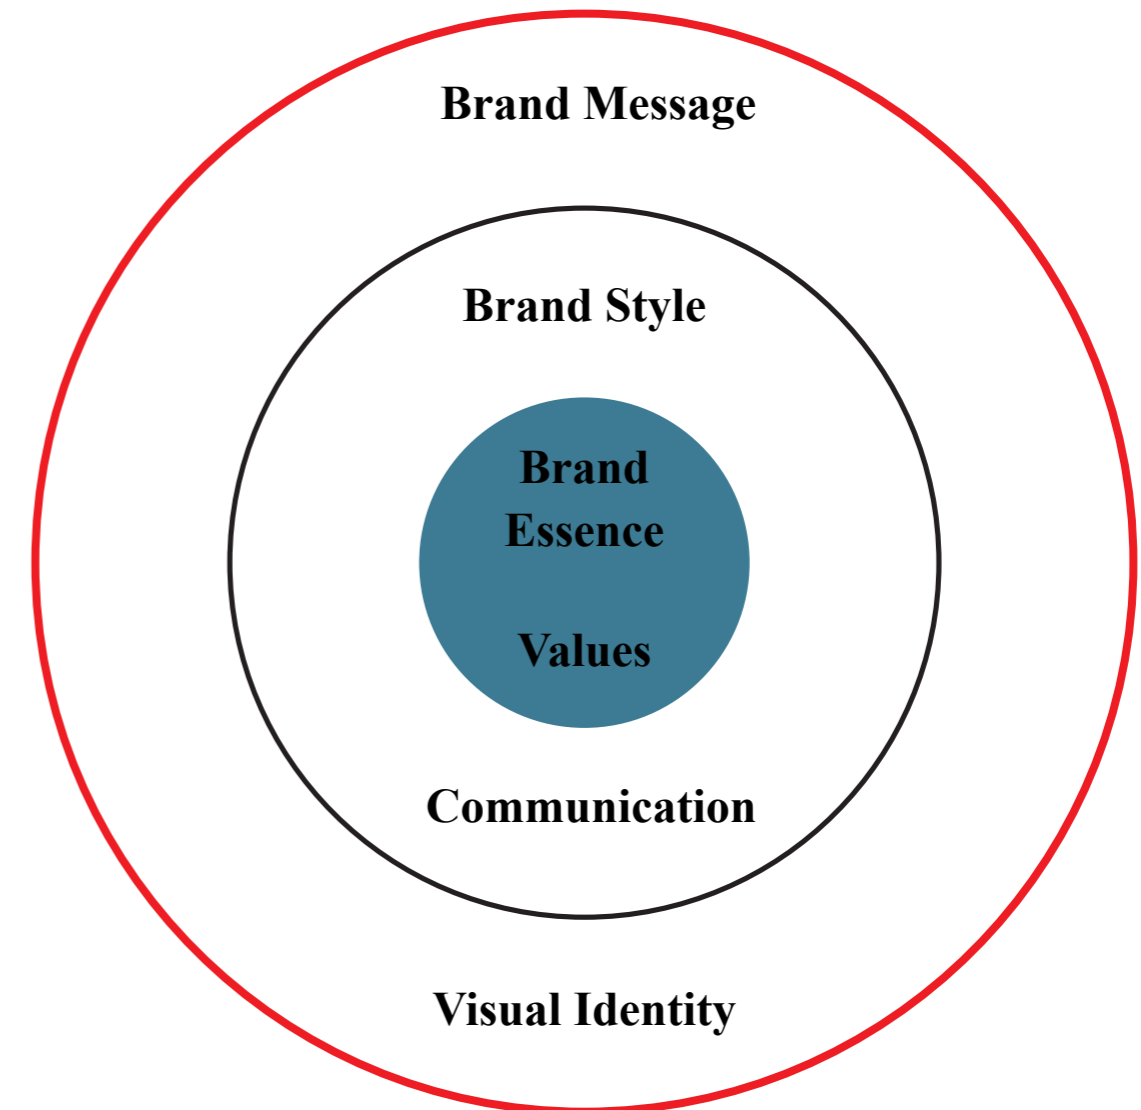 Brand Message
Brand Style
Brand
Essence
Values
Communication
Visual Identity